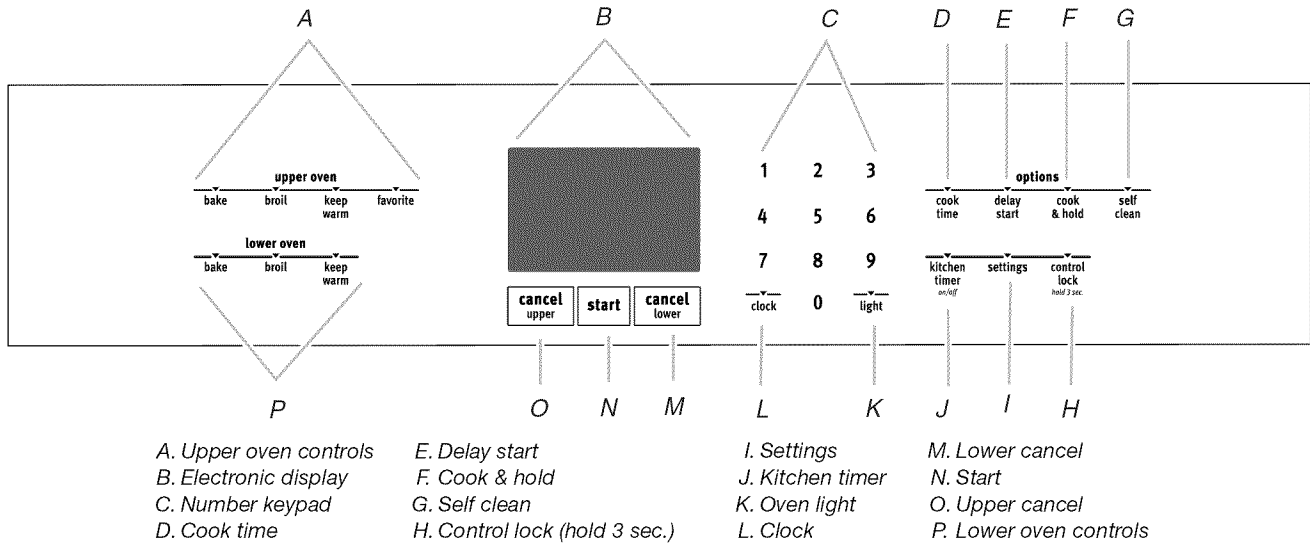 A B C D E F G
upper oven
bake broil keep warm favorite
lower oven
bake broil keep warm
cancel upper
start
cancel lower
1 2 3
4 5 6
7 8 9
clock 0 light
options
cook time
delay start
cook & hold
self clean
kitchen timer on/off
settings
control lock hold 3 sec.
P O N M L K J I H
A. Upper oven controls
B. Electronic display
C. Number keypad
D. Cook time
E. Delay start
F. Cook & hold
G. Self clean
H. Control lock (hold 3 sec.)
I. Settings
J. Kitchen timer
K. Oven light
L. Clock
M. Lower cancel
N. Start
O. Upper cancel
P. Lower oven controls